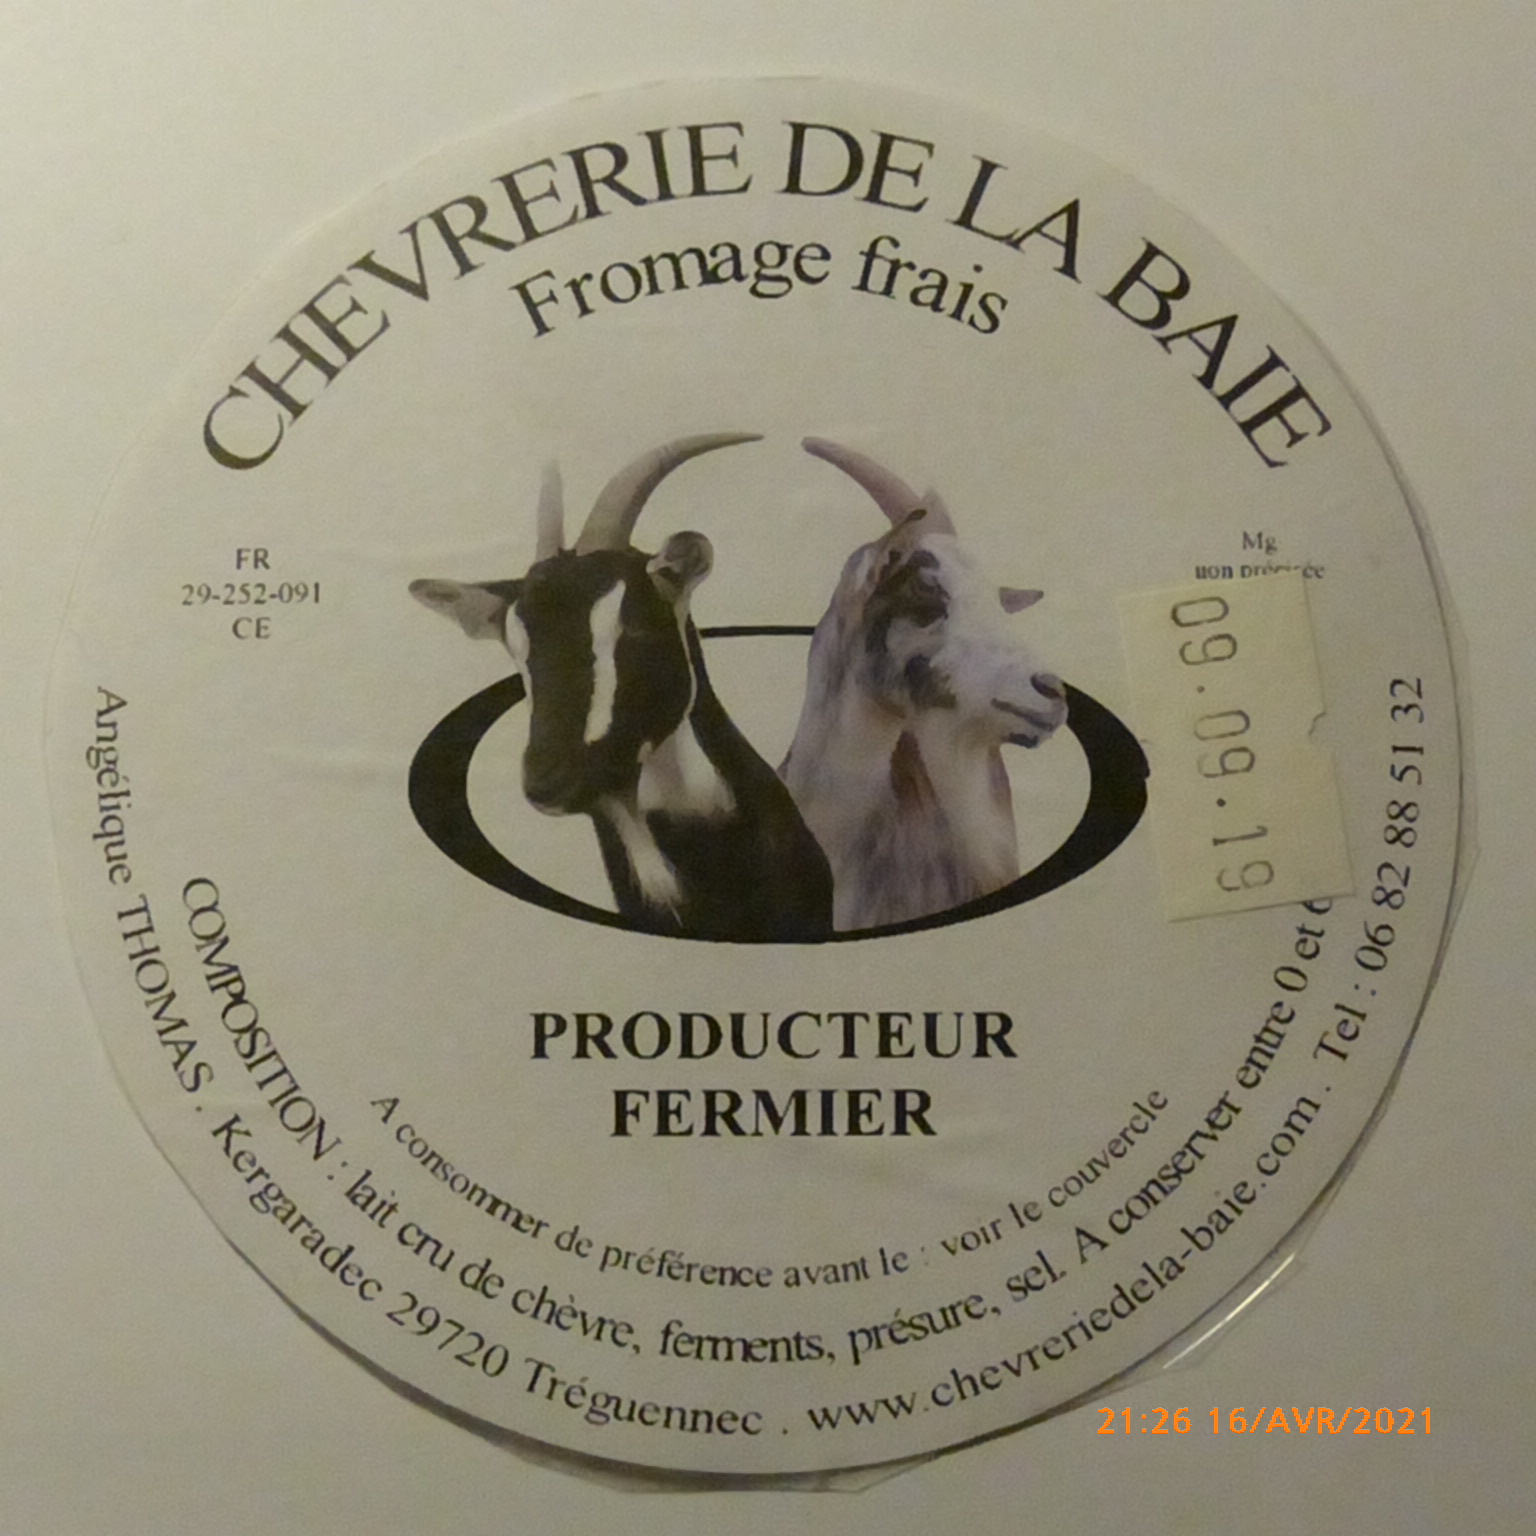 CHEVRERIE DE LA BAIE
Fromage frais
FR
29-252-091
CE
Mg
non précisée
09.09.19
PRODUCTEUR
FERMIER
A consommer de préférence avant le : voir le couvercle
COMPOSITION : lait cru de chèvre, ferments, présure, sel. A conserver entre 0 et 6
Angélique THOMAS . Kergaradec 29720 Tréguennec . www.chevreriedela-baie.com . Tel : 06 82 88 51 32
21:26 16/AVR/2021